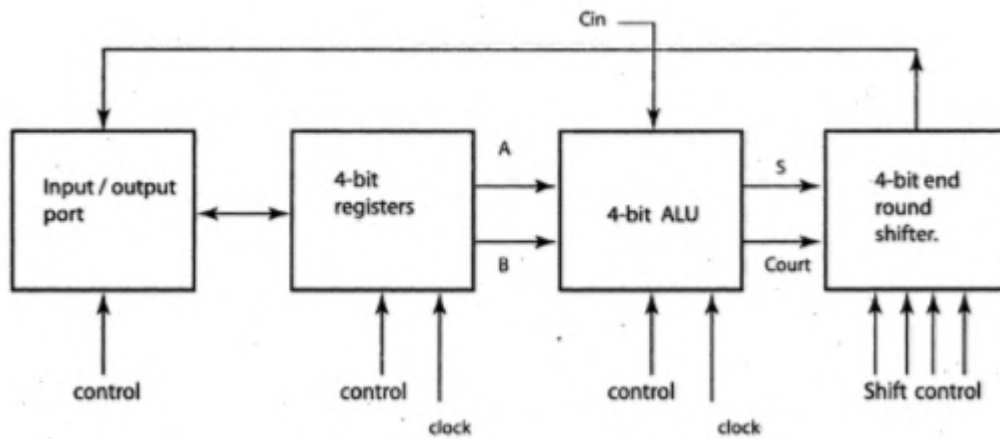 Cin
Input / output
port
4-bit
registers
A
B
4-bit ALU
S
Court
4-bit end
round
shifter.
control
control
clock
control
clock
Shift control